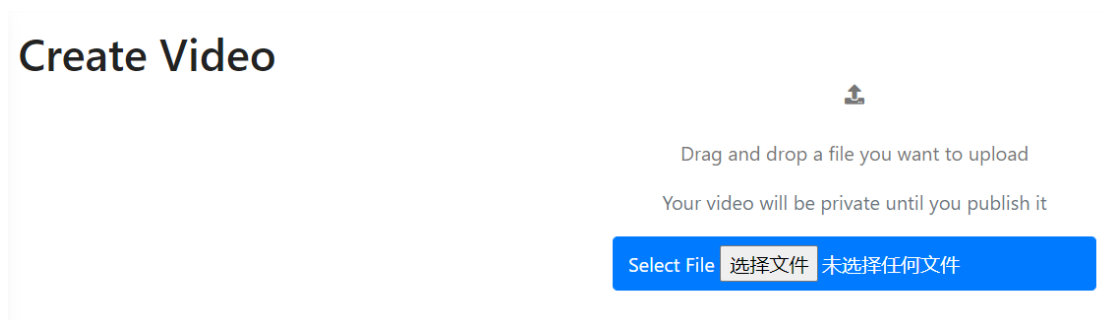 Create Video
Drag and drop a file you want to upload
Your video will be private until you publish it
Select File 选择文件 未选择任何文件